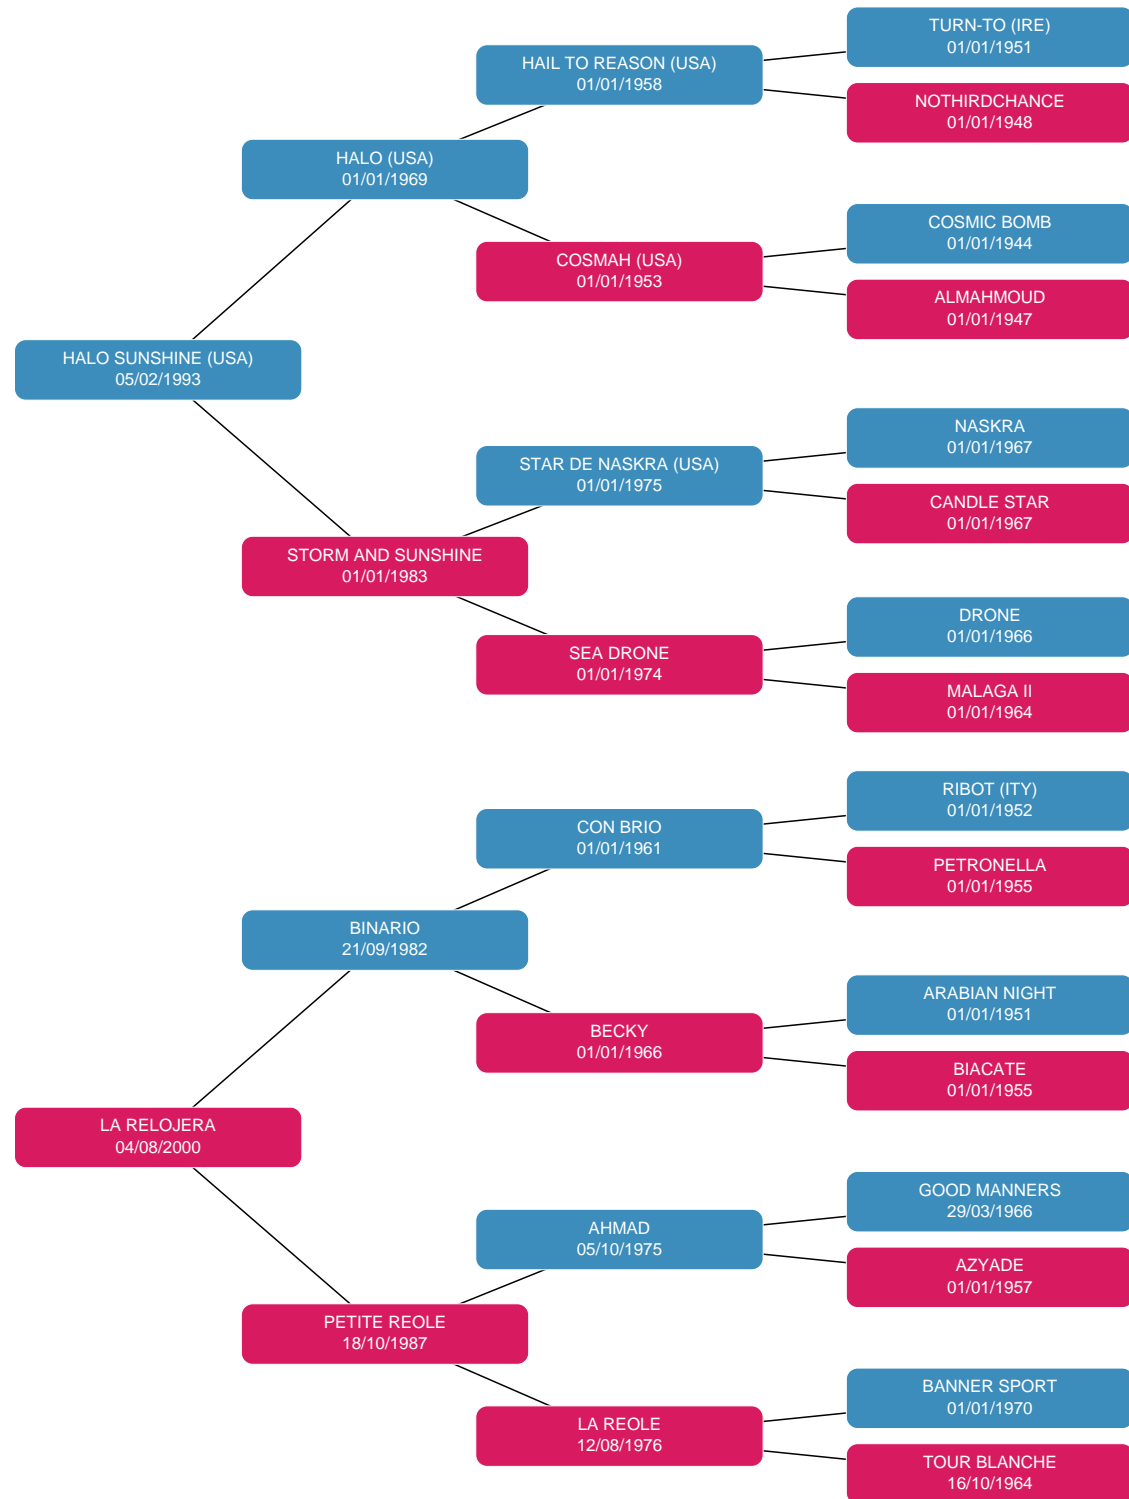 TURN-TO (IRE)
01/01/1951
HAIL TO REASON (USA)
01/01/1958
NOTHIRDCHANCE
01/01/1948
HALO (USA)
01/01/1969
COSMIC BOMB
01/01/1944
COSMAH (USA)
01/01/1953
ALMAHMOUD
01/01/1947
HALO SUNSHINE (USA)
05/02/1993
NASKRA
01/01/1967
STAR DE NASKRA (USA)
01/01/1975
CANDLE STAR
01/01/1967
STORM AND SUNSHINE
01/01/1983
DRONE
01/01/1966
SEA DRONE
01/01/1974
MALAGA II
01/01/1964
RIBOT (ITY)
01/01/1952
CON BRIO
01/01/1961
PETRONELLA
01/01/1955
BINARIO
21/09/1982
ARABIAN NIGHT
01/01/1951
BECKY
01/01/1966
BIACATE
01/01/1955
LA RELOJERA
04/08/2000
GOOD MANNERS
29/03/1966
AHMAD
05/10/1975
AZYADE
01/01/1957
PETITE REOLE
18/10/1987
BANNER SPORT
01/01/1970
LA REOLE
12/08/1976
TOUR BLANCHE
16/10/1964